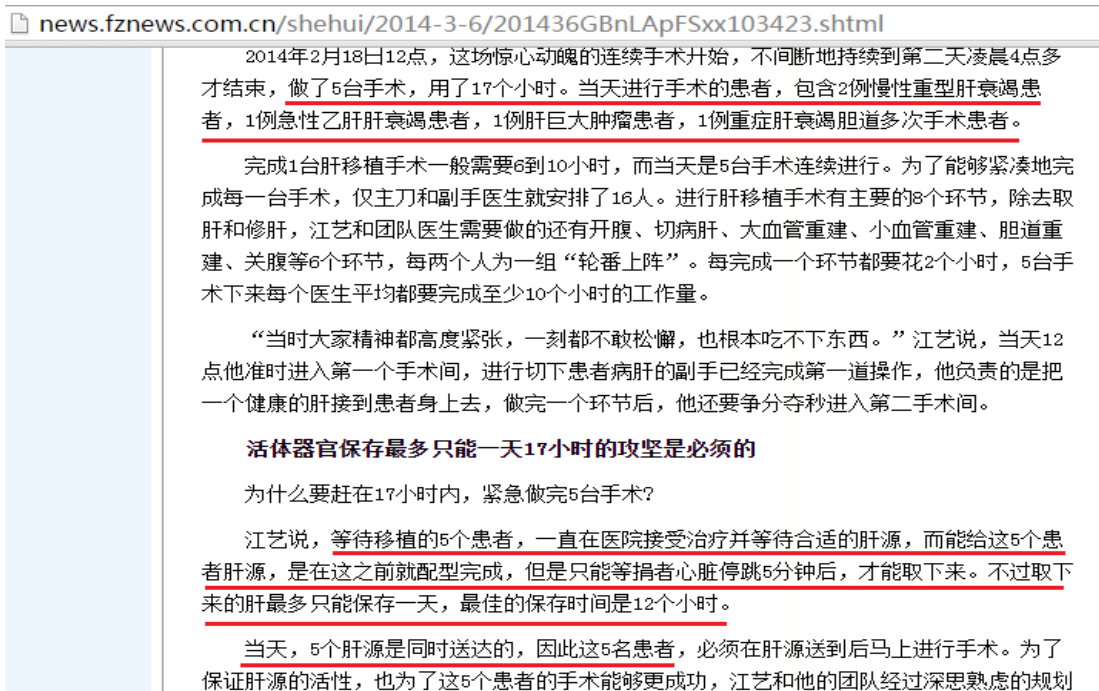 news.fznews.com.cn/shehui/2014-3-6/201436GBnLApFSxx103423.shtml
2014年2月18日12点，这场惊心动魄的连续手术开始，不间断地持续到第二天凌晨4点多
才结束，做了5台手术，用了17个小时。当天进行手术的患者，包含2例慢性重型肝衰竭患
者，1例急性乙肝肝衰竭患者，1例肝巨大肿瘤患者，1例重症肝衰竭胆道多次手术患者。
完成1台肝移植手术一般需要6到10小时，而当天是5台手术连续进行。为了能够紧凑地完
成每一台手术，仅主刀和副手医生就安排了16人。进行肝移植手术有主要的8个环节，除去取
肝和修肝，江艺和团队医生需要做的还有开腹、切病肝、大血管重建、小血管重建、胆道重
建、关腹等6个环节，每两个人为一组“轮番上阵”。每完成一个环节都要花2个小时，5台手
术下来每个医生平均都要完成至少10个小时的工作量。
“当时大家精神都高度紧张，一刻都不敢松懈，也根本吃不下东西。”江艺说，当天12
点他准时进入第一个手术间，进行切下患者病肝的副手已经完成第一道操作，他负责的是把
一个健康的肝接到患者身上去，做完一个环节后，他还要争分夺秒进入第二手术间。
活体器官保存最多只能一天17小时的攻坚是必须的
为什么要赶在17小时内，紧急做完5台手术?
江艺说，等待移植的5个患者，一直在医院接受治疗并等待合适的肝源，而能给这5个患
者肝源，是在这之前就配型完成，但是只能等捐者心脏停跳5分钟后，才能取下来。不过取下
来的肝最多只能保存一天，最佳的保存时间是12个小时。
当天，5个肝源是同时送达的，因此这5名患者，必须在肝源送到后马上进行手术。为了
保证肝源的活性，也为了这5个患者的手术能够更成功，江艺和他的团队经过深思熟虑的规划